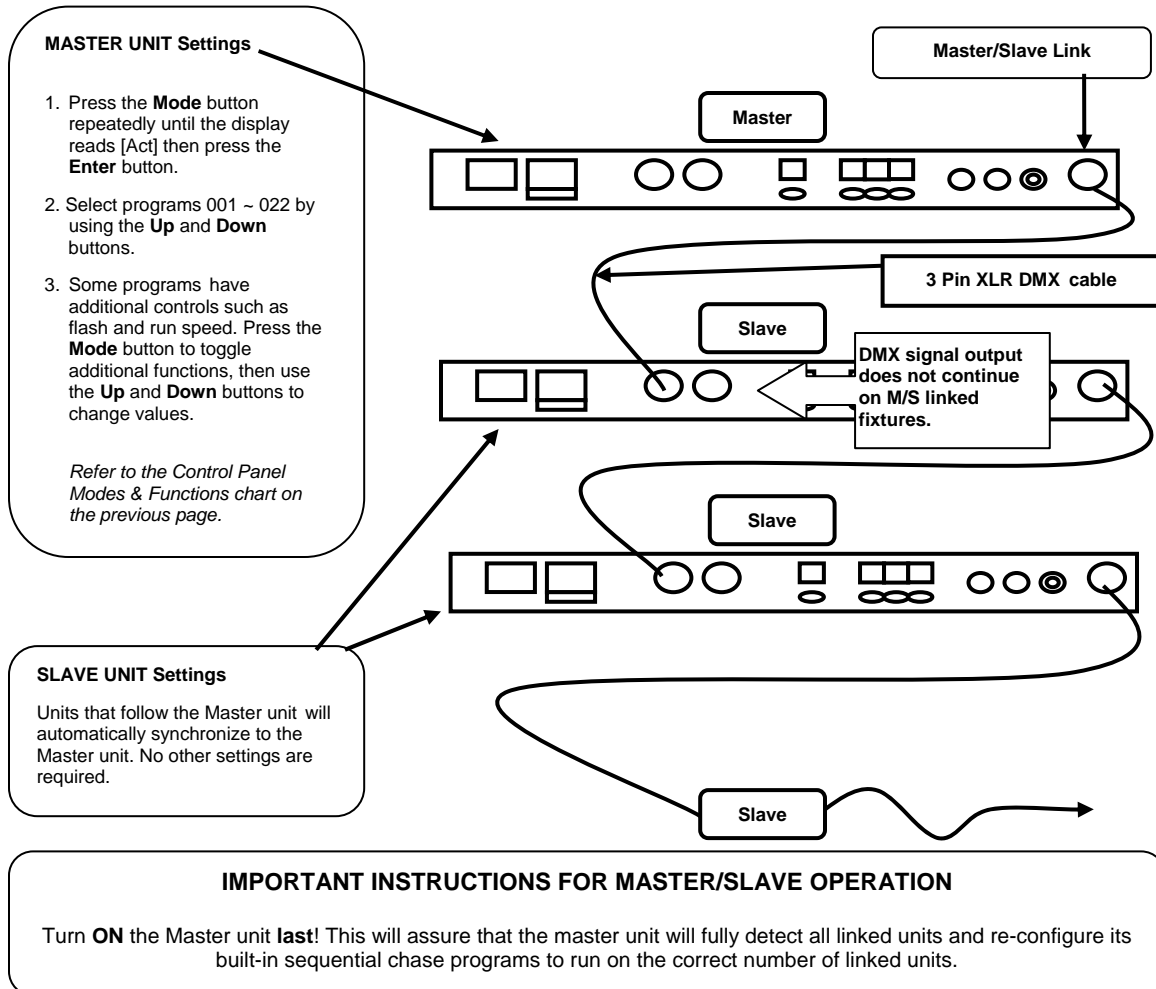 MASTER UNIT Settings
1. Press the Mode button
repeatedly until the display
reads [Act] then press the
Enter button.
2. Select programs 001 ~ 022 by
using the Up and Down
buttons.
3. Some programs have
additional controls such as
flash and run speed. Press the
Mode button to toggle
additional functions, then use
the Up and Down buttons to
change values.
Refer to the Control Panel
Modes & Functions chart on
the previous page.
Master/Slave Link
Master
3 Pin XLR DMX cable
Slave
DMX signal output
does not continue
on M/S linked
fixtures.
Slave
SLAVE UNIT Settings
Units that follow the Master unit will
automatically synchronize to the
Master unit. No other settings are
required.
Slave
IMPORTANT INSTRUCTIONS FOR MASTER/SLAVE OPERATION
Turn ON the Master unit last! This will assure that the master unit will fully detect all linked units and re-configure its
built-in sequential chase programs to run on the correct number of linked units.